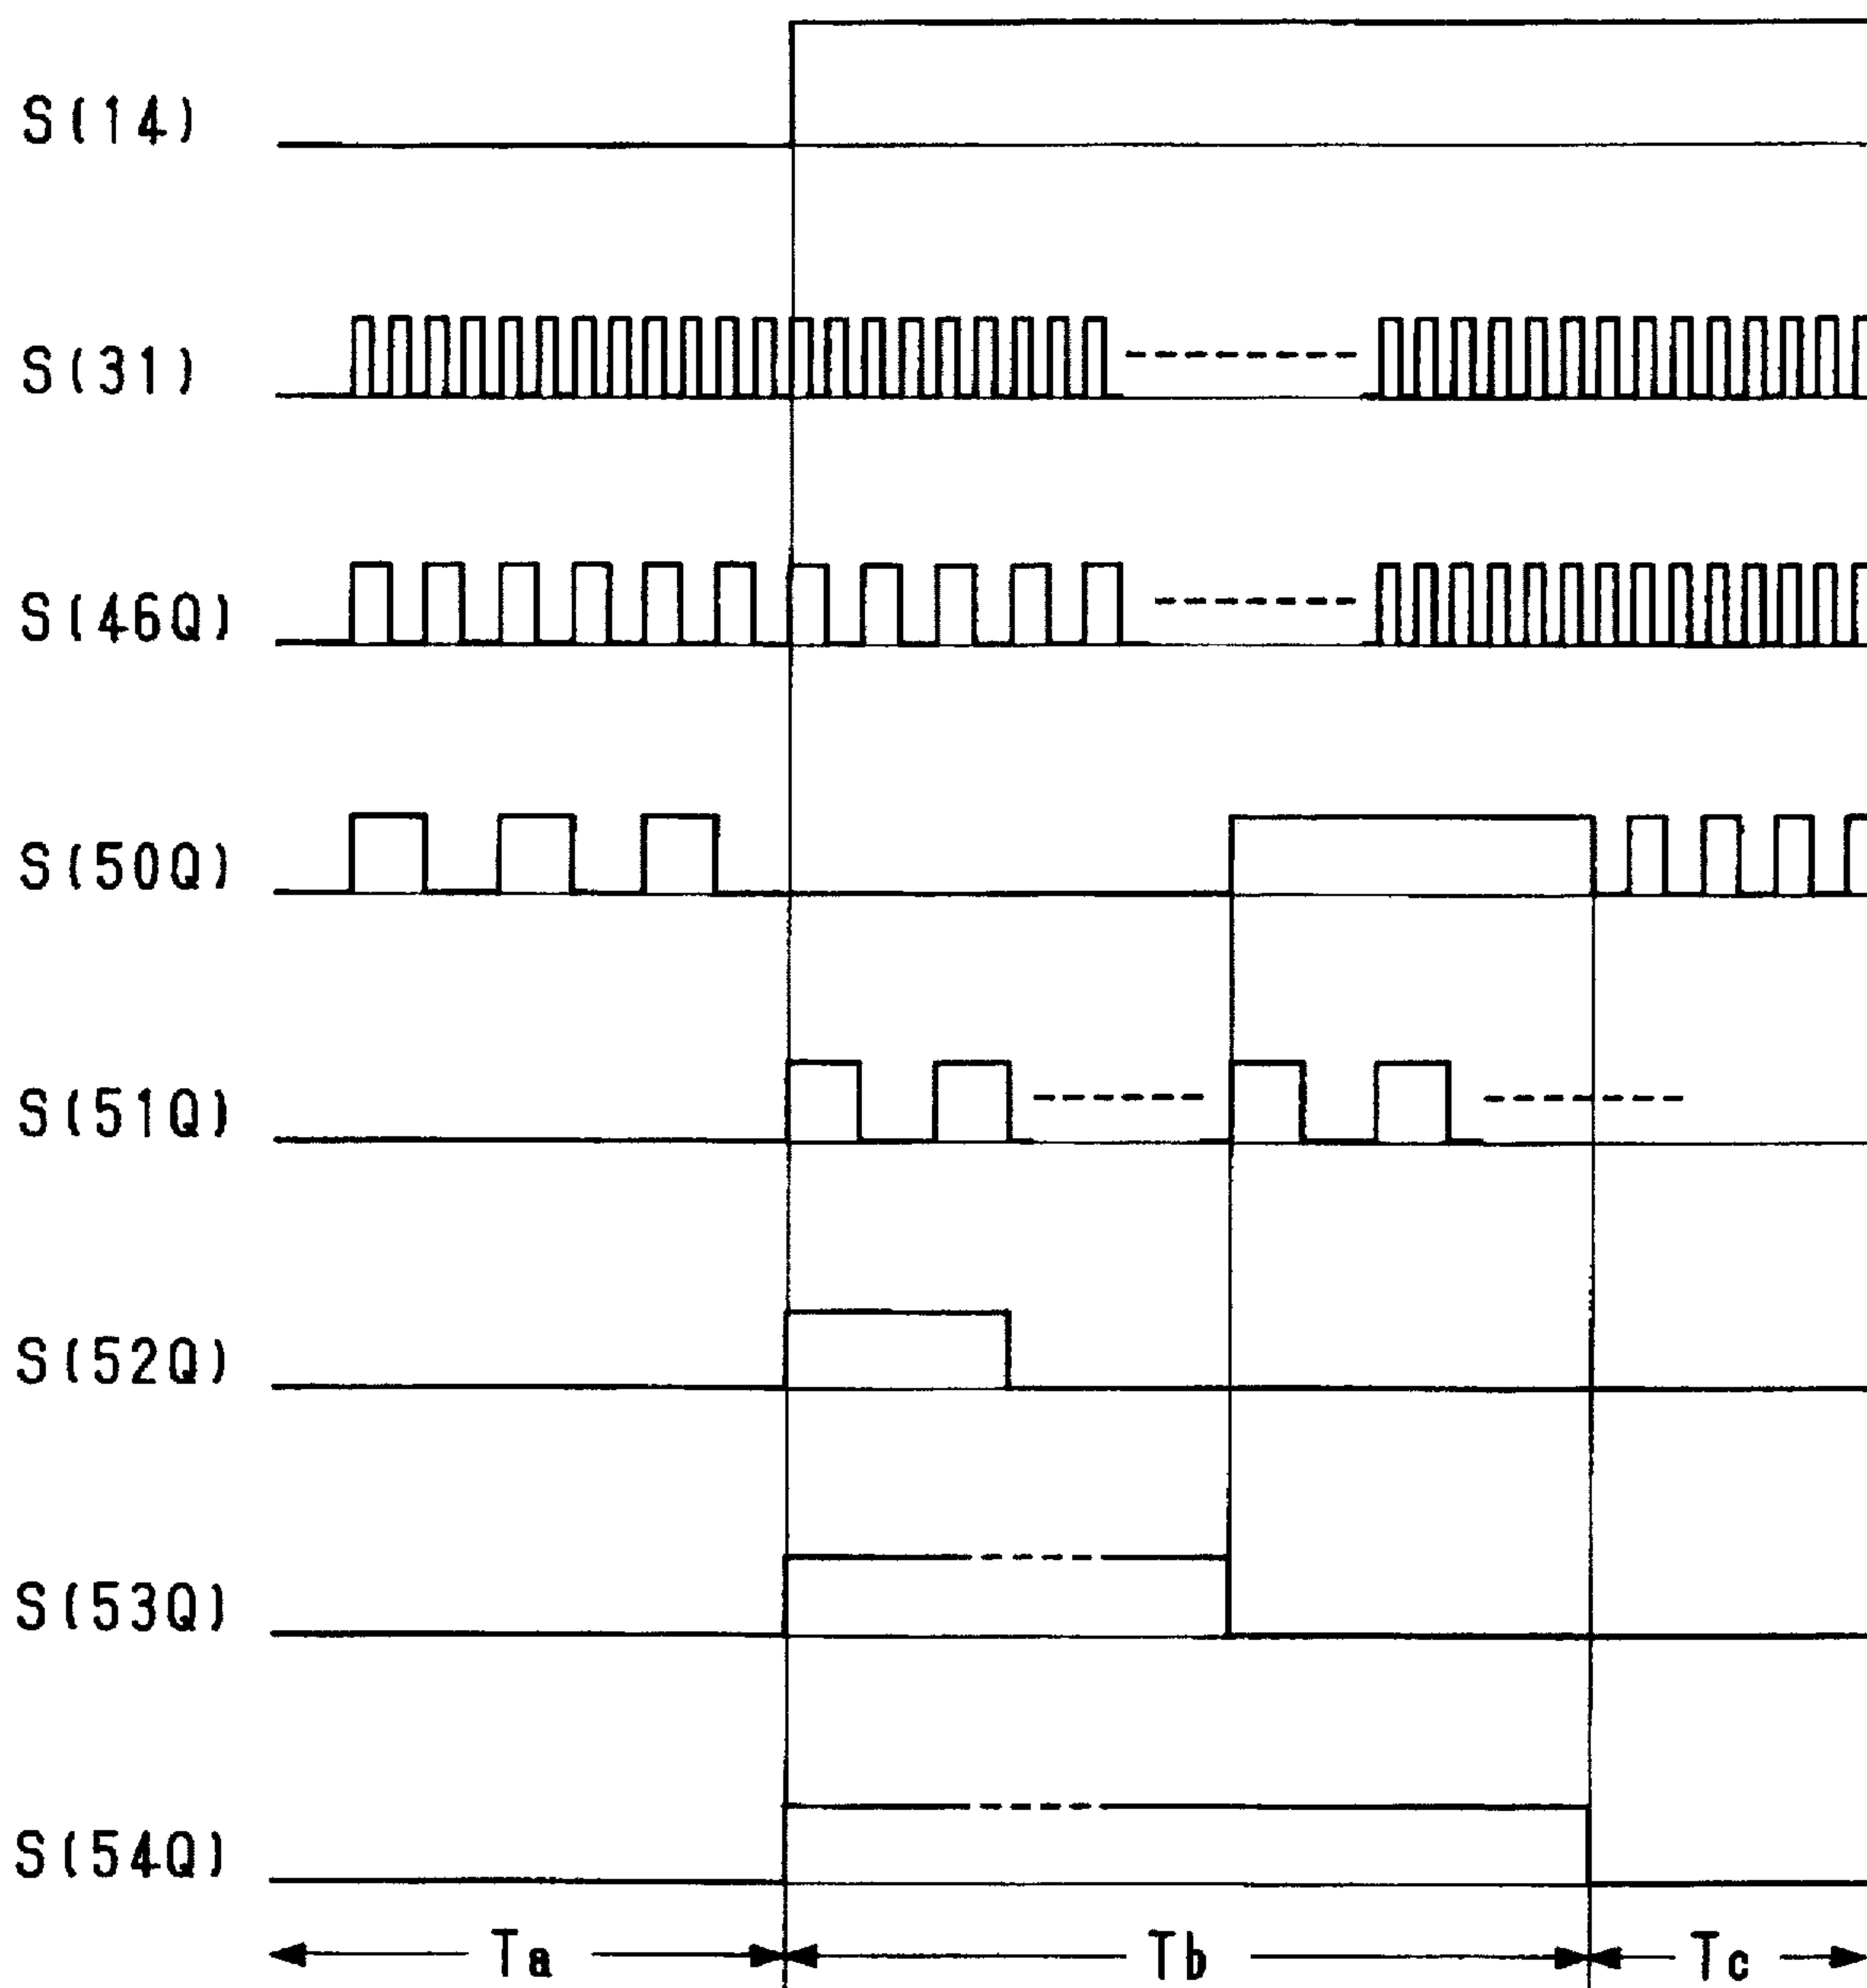 S(14)
S(31)
S(46Q)
S(50Q)
S(51Q)
S(52Q)
S(53Q)
S(54Q)
Ta Tb Tc